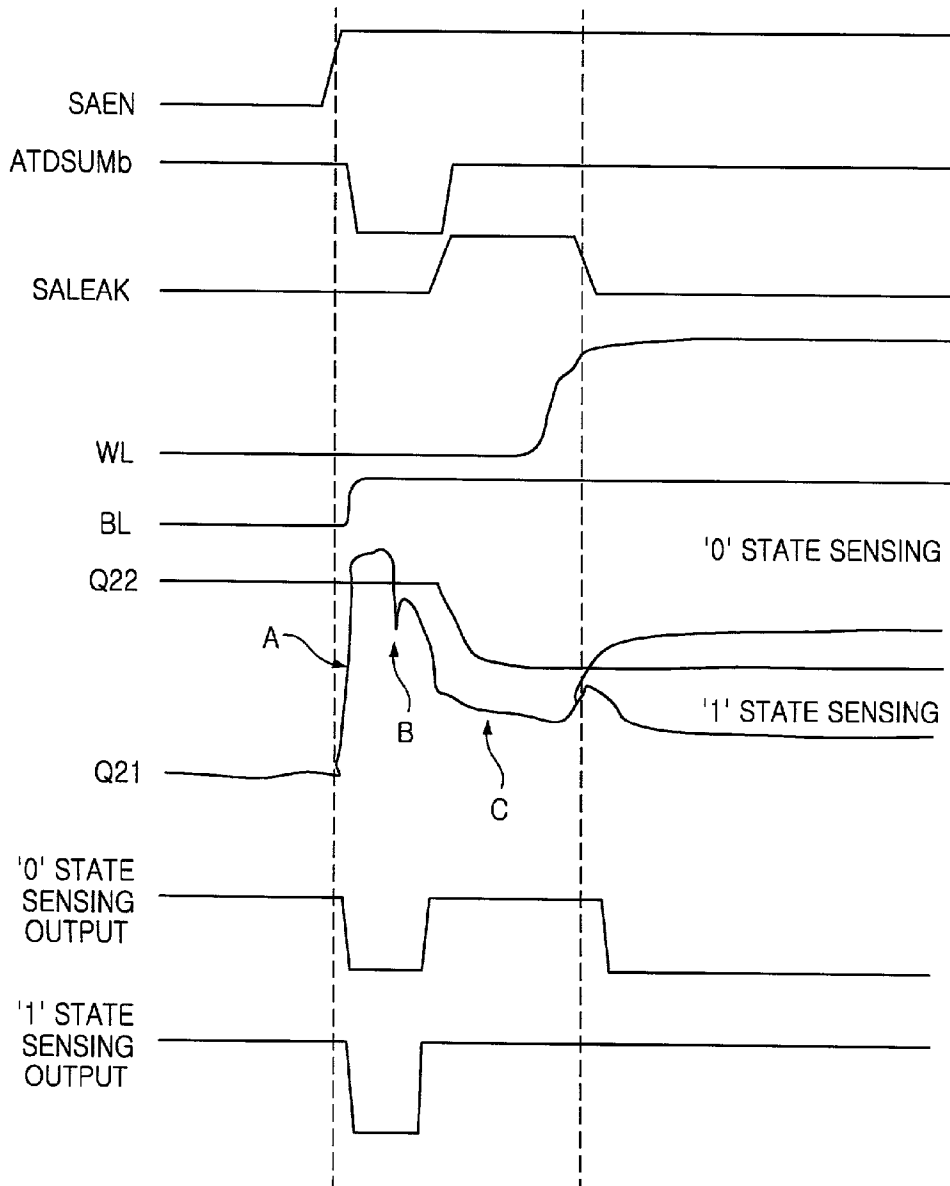 SAEN
ATDSUMb
SALEAK
WL
BL
'0' STATE SENSING
Q22
A
B
'1' STATE SENSING
Q21
C
'0' STATE
SENSING
OUTPUT
'1' STATE
SENSING
OUTPUT